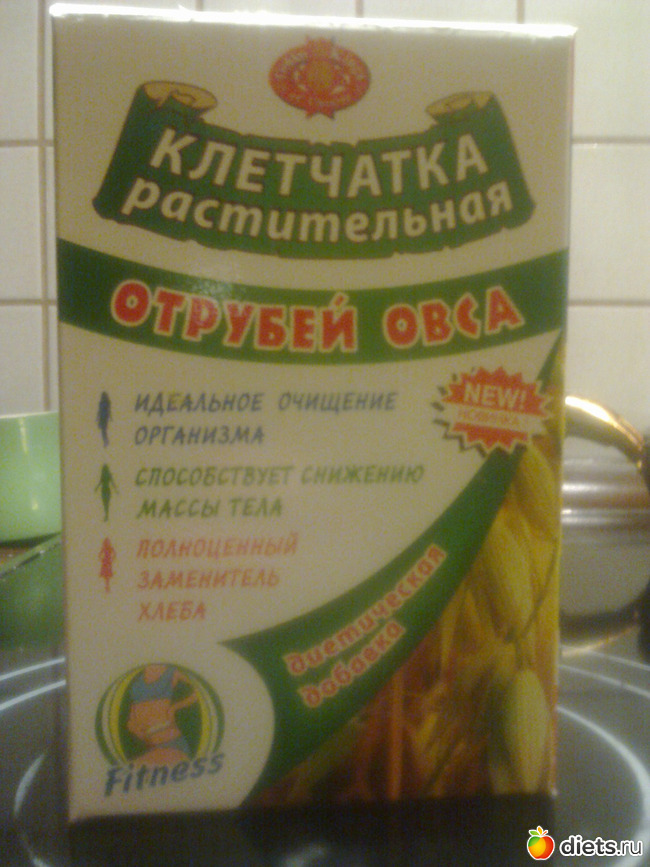 КЛЕТЧАТКА
растительная
ОТРУБЕЙ ОВСА
NEW!
НОВИНКА!
ИДЕАЛЬНОЕ ОЧИЩЕНИЕ
ОРГАНИЗМА
СПОСОБСТВУЕТ СНИЖЕНИЮ
МАССЫ ТЕЛА
ПОЛНОЦЕННЫЙ
ЗАМЕНИТЕЛЬ
ХЛЕБА
диетическая
добавка
Fitness
diets.ru